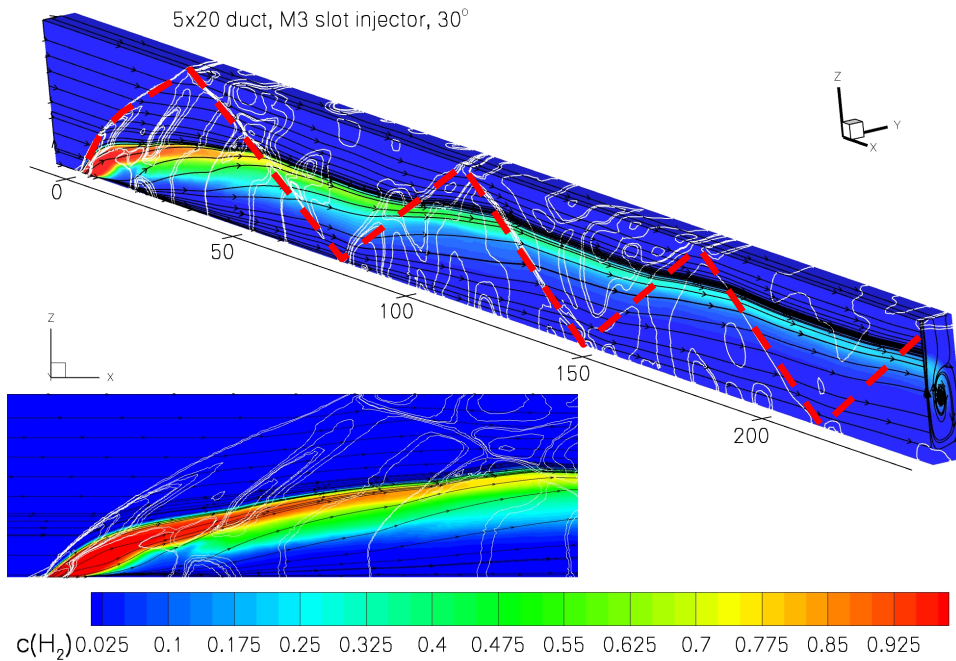 5x20 duct, M3 slot injector, 30°
Z
Y
X
0
50
100
150
200
Z
Y
X
c(H₂) 0.025 0.1 0.175 0.25 0.325 0.4 0.475 0.55 0.625 0.7 0.775 0.85 0.925